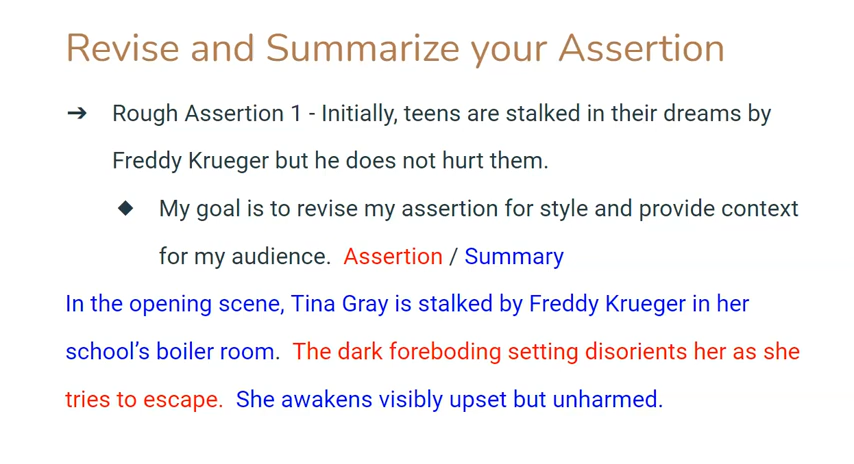 Revise and Summarize your Assertion
➔ Rough Assertion 1 - Initially, teens are stalked in their dreams by
Freddy Krueger but he does not hurt them.
◆ My goal is to revise my assertion for style and provide context
for my audience. Assertion / Summary
In the opening scene, Tina Gray is stalked by Freddy Krueger in her
school’s boiler room. The dark foreboding setting disorients her as she
tries to escape. She awakens visibly upset but unharmed.